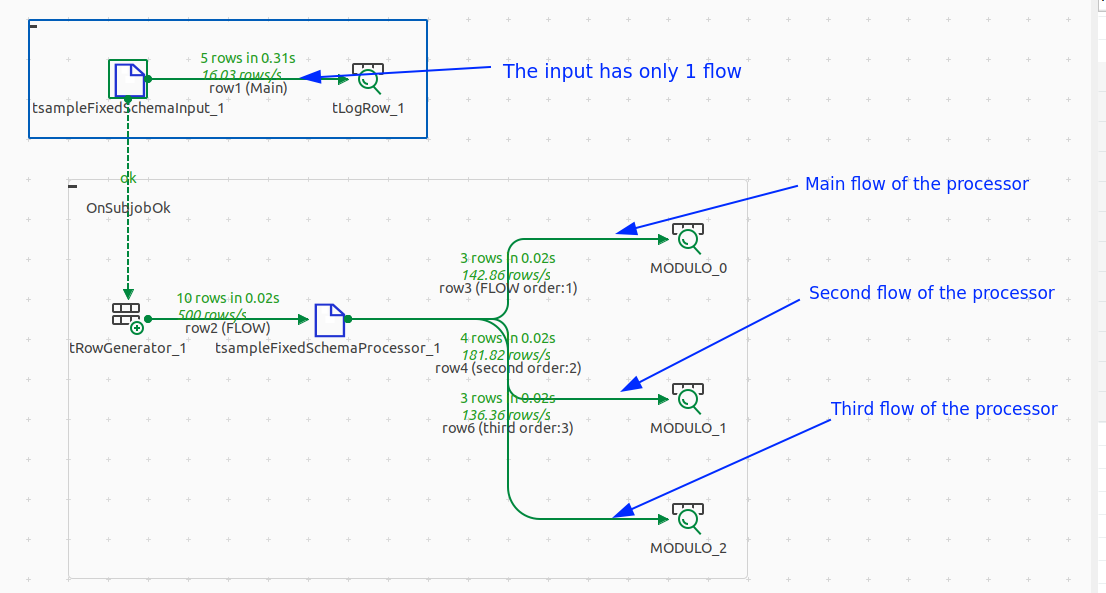 5 rows in 0.31s
16.03 rows/s
row1 (Main)
The input has only 1 flow
tsampleFixedSchemaInput_1
tLogRow_1
ok
OnSubjobOk
Main flow of the processor
3 rows in 0.02s
142.86 rows/s
row3 (FLOW order:1)
MODULO_0
10 rows in 0.02s
500 rows/s
row2 (FLOW)
Second flow of the processor
tRowGenerator_1
tsampleFixedSchemaProcessor_1
4 rows in 0.02s
181.82 rows/s
row4 (second order:2)
3 rows in 0.02s
136.36 rows/s
row6 (third order:3)
MODULO_1
Third flow of the processor
MODULO_2